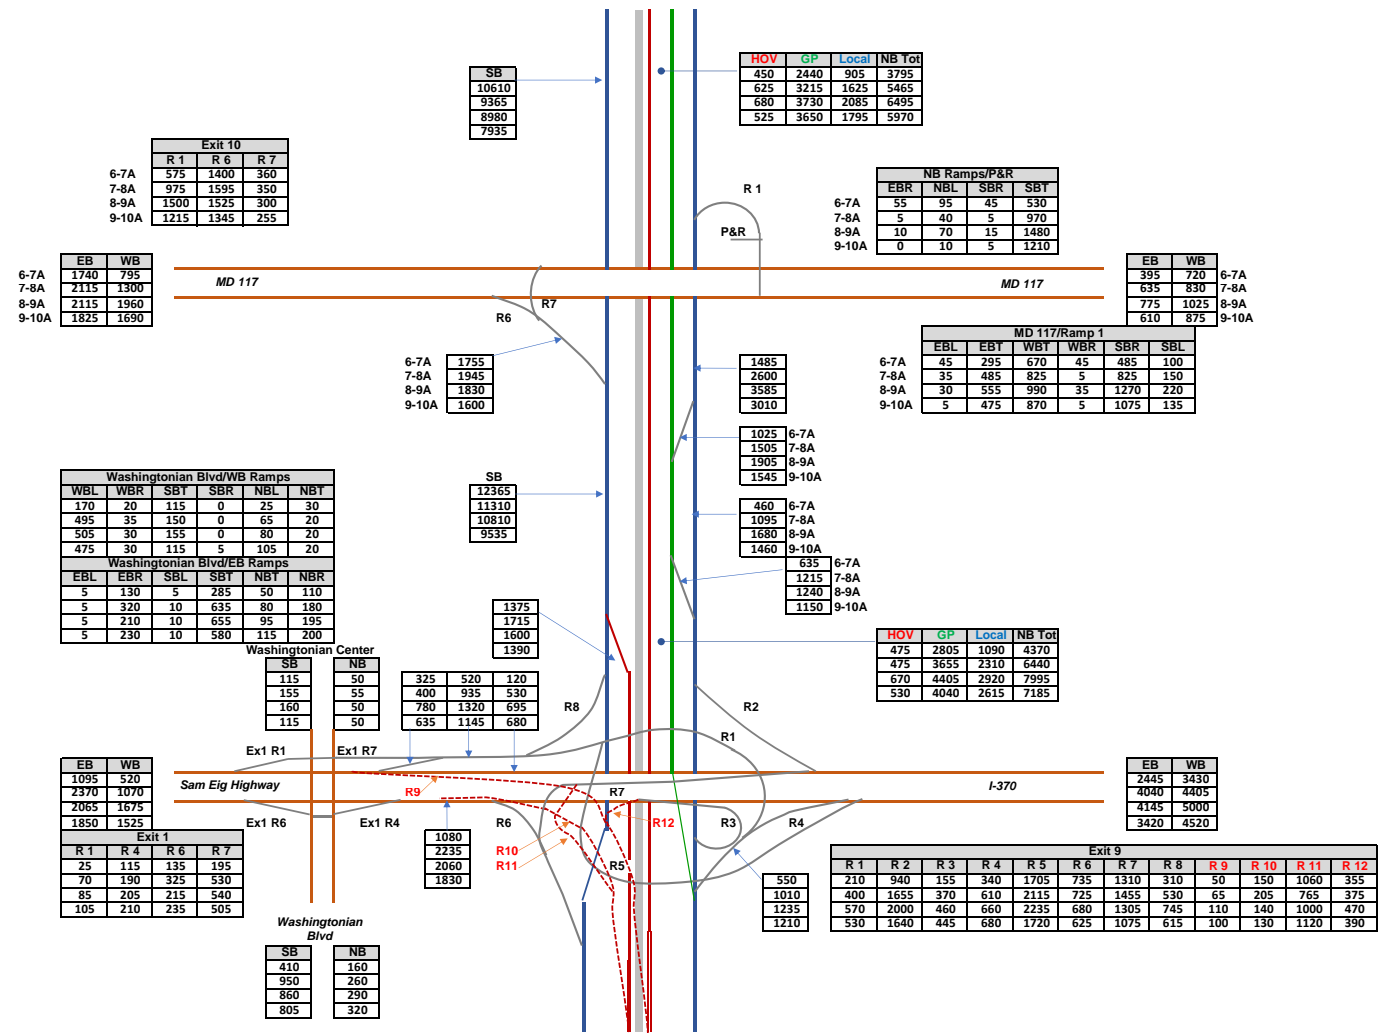 HOV GP Local NB Tot
450 2440 905 3795
625 3215 1625 5465
680 3730 2085 6495
525 3650 1795 5970
SB
10610
9365
8980
7935
Exit 10
R 1 R 6 R 7
6-7A 575 1400 360
7-8A 975 1595 350
8-9A 1500 1525 300
9-10A 1215 1345 255
NB Ramps/P&R
EBR NBL SBR SBT
6-7A 55 95 45 530
7-8A 5 40 5 970
8-9A 10 70 15 1480
9-10A 0 10 5 1210
R 1
P&R
EB WB
6-7A 1740 795
7-8A 2115 1300
8-9A 2115 1960
9-10A 1825 1690
MD 117
MD 117
EB WB
395 720 6-7A
635 830 7-8A
775 1025 8-9A
610 875 9-10A
R7
R6
MD 117/Ramp 1
EBL EBT WBT WBR SBR SBL
6-7A 45 295 670 45 485 100
7-8A 35 485 825 5 825 150
8-9A 30 555 990 35 1270 220
9-10A 5 475 870 5 1075 135
6-7A 1755
7-8A 1945
8-9A 1830
9-10A 1600
1485
2600
3585
3010
1025 6-7A
1505 7-8A
1905 8-9A
1545 9-10A
Washingtonian Blvd/WB Ramps
WBL WBR SBT SBR NBL NBT
170 20 115 0 25 30
495 35 150 0 65 20
505 30 155 0 80 20
475 30 115 5 105 20
Washingtonian Blvd/EB Ramps
EBL EBR SBL SBT NBT NBR
5 130 5 285 50 110
5 320 10 635 80 180
5 210 10 655 95 195
5 230 10 580 115 200
SB
12365
11310
10810
9535
460 6-7A
1095 7-8A
1680 8-9A
1460 9-10A
635 6-7A
1215 7-8A
1240 8-9A
1150 9-10A
1375
1715
1600
1390
HOV GP Local NB Tot
475 2805 1090 4370
475 3655 2310 6440
670 4405 2920 7995
530 4040 2615 7185
Washingtonian Center
SB NB
115 50
155 55
160 50
115 50
325 520 120
400 935 530
780 1320 695
635 1145 680
R8
R2
R1
Ex1 R1
Ex1 R7
EB WB
1095 520
2370 1070
2065 1675
1850 1525
Sam Eig Highway
R9
R7
I-370
EB WB
2445 3430
4040 4405
4145 5000
3420 4520
Ex1 R6
Ex1 R4
R6
R12
R3
R4
R10
R11
R5
Exit 1
R 1 R 4 R 6 R 7
25 115 135 195
70 190 325 530
85 205 215 540
105 210 235 505
1080
2235
2060
1830
550
1010
1235
1210
Exit 9
R 1 R 2 R 3 R 4 R 5 R 6 R 7 R 8 R 9 R 10 R 11 R 12
210 940 155 340 1705 735 1310 310 50 150 1060 355
400 1655 370 610 2115 725 1455 530 65 205 765 375
570 2000 460 660 2235 680 1305 745 110 140 1000 470
530 1640 445 680 1720 625 1075 615 100 130 1120 390
Washingtonian
Blvd
SB NB
410 160
950 260
860 290
805 320